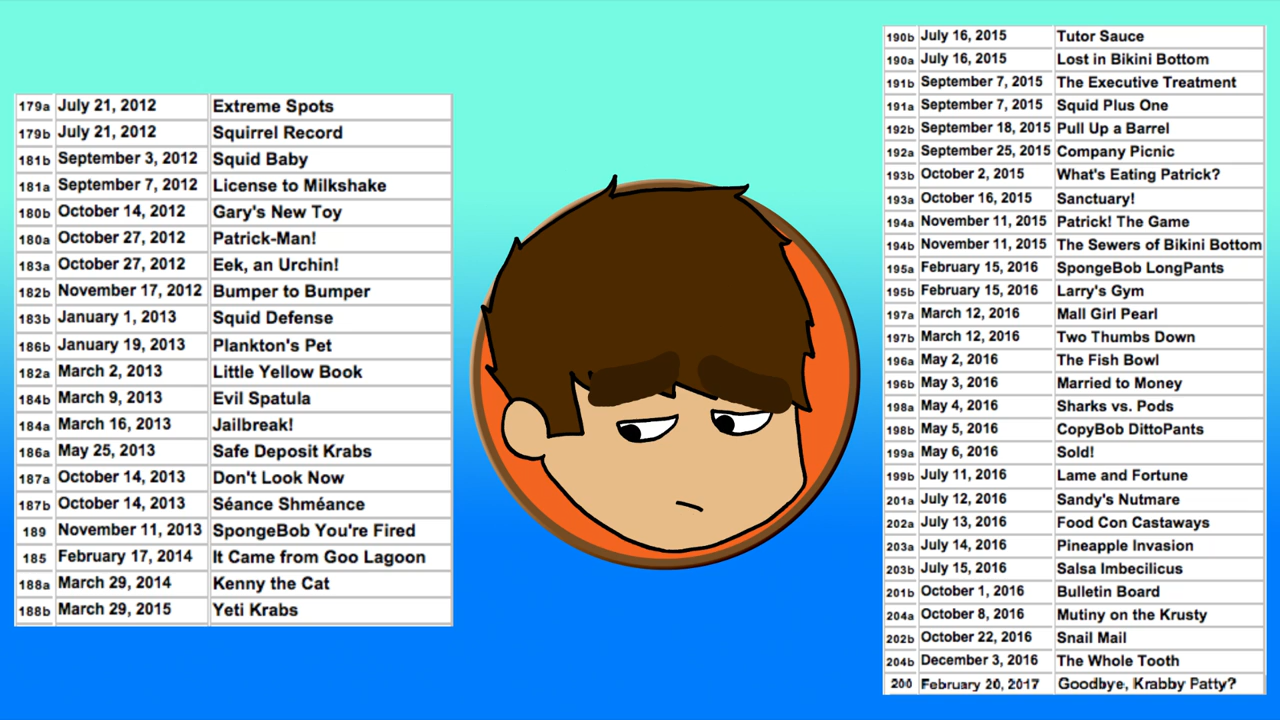 179a July 21, 2012 Extreme Spots
179b July 21, 2012 Squirrel Record
181b September 3, 2012 Squid Baby
181a September 7, 2012 License to Milkshake
180b October 14, 2012 Gary's New Toy
180a October 27, 2012 Patrick-Man!
183a October 27, 2012 Eek, an Urchin!
182b November 17, 2012 Bumper to Bumper
183b January 1, 2013 Squid Defense
186b January 19, 2013 Plankton's Pet
182a March 2, 2013 Little Yellow Book
184b March 9, 2013 Evil Spatula
184a March 16, 2013 Jailbreak!
186a May 25, 2013 Safe Deposit Krabs
187a October 14, 2013 Don't Look Now
187b October 14, 2013 Séance Shméance
189 November 11, 2013 SpongeBob You're Fired
185 February 17, 2014 It Came from Goo Lagoon
188a March 29, 2014 Kenny the Cat
188b March 29, 2015 Yeti Krabs
190b July 16, 2015 Tutor Sauce
190a July 16, 2015 Lost in Bikini Bottom
191b September 7, 2015 The Executive Treatment
191a September 7, 2015 Squid Plus One
192b September 18, 2015 Pull Up a Barrel
192a September 25, 2015 Company Picnic
193b October 2, 2015 What's Eating Patrick?
193a October 16, 2015 Sanctuary!
194a November 11, 2015 Patrick! The Game
194b November 11, 2015 The Sewers of Bikini Bottom
195a February 15, 2016 SpongeBob LongPants
195b February 15, 2016 Larry's Gym
197a March 12, 2016 Mall Girl Pearl
197b March 12, 2016 Two Thumbs Down
196a May 2, 2016 The Fish Bowl
196b May 3, 2016 Married to Money
198a May 4, 2016 Sharks vs. Pods
198b May 5, 2016 CopyBob DittoPants
199a May 6, 2016 Sold!
199b July 11, 2016 Lame and Fortune
201a July 12, 2016 Sandy's Nutmare
202a July 13, 2016 Food Con Castaways
203a July 14, 2016 Pineapple Invasion
203b July 15, 2016 Salsa Imbecilicus
201b October 1, 2016 Bulletin Board
204a October 8, 2016 Mutiny on the Krusty
202b October 22, 2016 Snail Mail
204b December 3, 2016 The Whole Tooth
200 February 20, 2017 Goodbye, Krabby Patty?